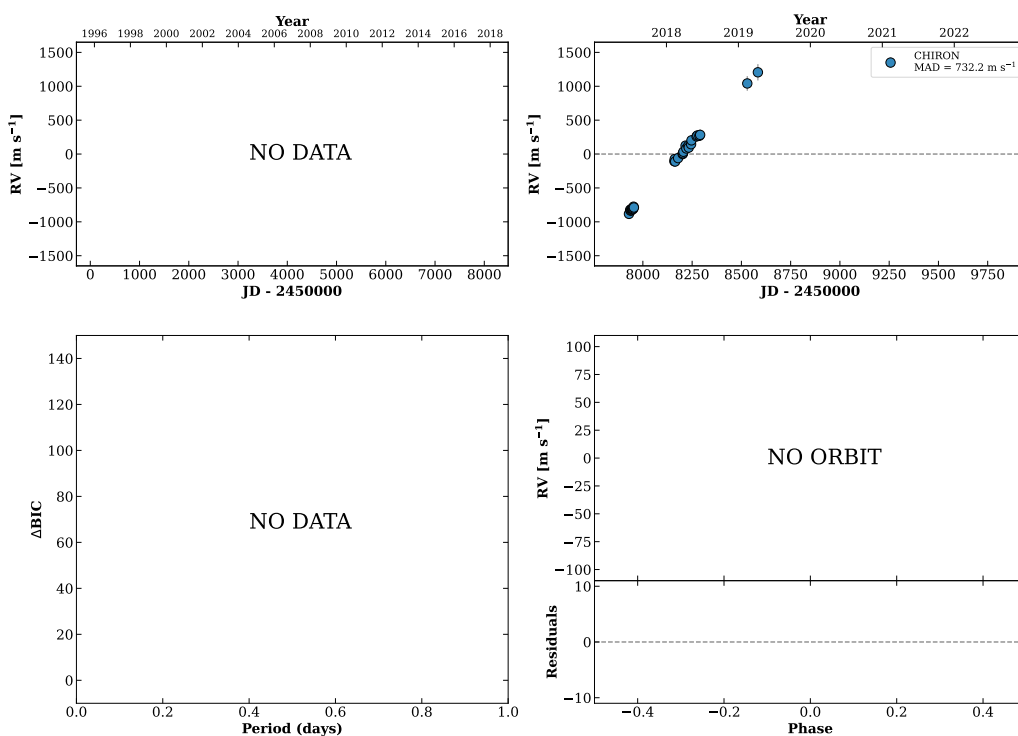 Year
1996 1998 2000 2002 2004 2006 2008 2010 2012 2014 2016 2018
1500
1000
500
0
−500
−1000
−1500
RV [m s⁻¹]
NO DATA
0 1000 2000 3000 4000 5000 6000 7000 8000
JD - 2450000
Year
2018 2019 2020 2021 2022
1500
1000
500
0
−500
−1000
−1500
RV [m s⁻¹]
CHIRON
MAD = 732.2 m s⁻¹
8000 8250 8500 8750 9000 9250 9500 9750
JD - 2450000
140
120
100
80
60
40
20
0
ΔBIC
NO DATA
0.0 0.2 0.4 0.6 0.8 1.0
Period (days)
100
75
50
25
0
−25
−50
−75
−100
RV [m s⁻¹]
NO ORBIT
10
0
−10
Residuals
−0.4 −0.2 0.0 0.2 0.4
Phase